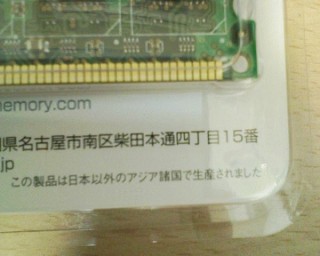 emory.com
県名古屋市南区柴田本通四丁目15番
.jp
この製品は日本以外のアジア諸国で生産されました